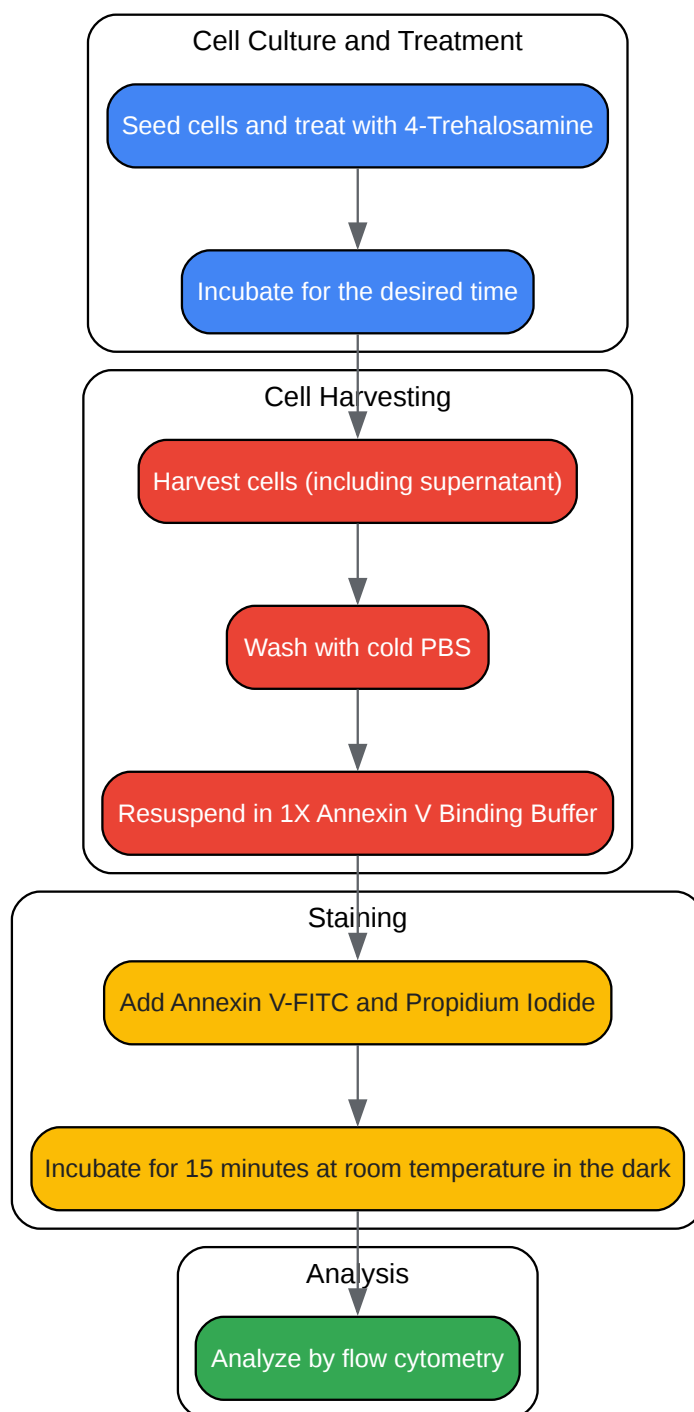 Cell Culture and Treatment
Seed cells and treat with 4-Trehalosamine
Incubate for the desired time
Cell Harvesting
Harvest cells (including supernatant)
Wash with cold PBS
Resuspend in 1X Annexin V Binding Buffer
Staining
Add Annexin V-FITC and Propidium Iodide
Incubate for 15 minutes at room temperature in the dark
Analysis
Analyze by flow cytometry